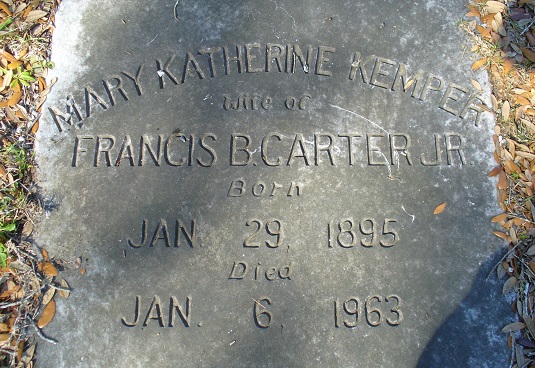 MARY KATHERINE KEMPER
wife of
FRANCIS B. CARTER JR.
Born
JAN. 29, 1895
Died
JAN. 6, 1963